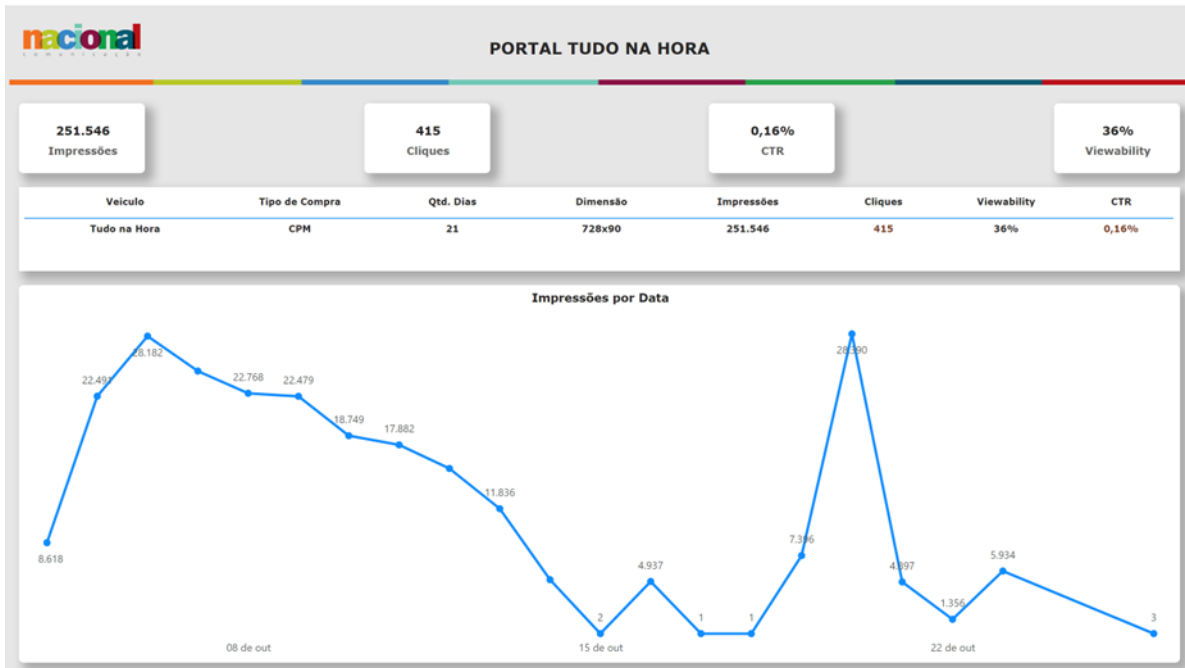 nacional
comunicação
PORTAL TUDO NA HORA
251.546
Impressões
415
Cliques
0,16%
CTR
36%
Viewability
Veiculo Tipo de Compra Qtd. Dias Dimensão Impressões Cliques Viewability CTR
Tudo na Hora CPM 21 728x90 251.546 415 36% 0,16%
Impressões por Data
8.618
22.491
28.182
22.768
22.479
18.749
17.882
11.836
2
4.937
1
1
7.396
28.390
4.897
1.356
5.934
3
08 de out
15 de out
22 de out